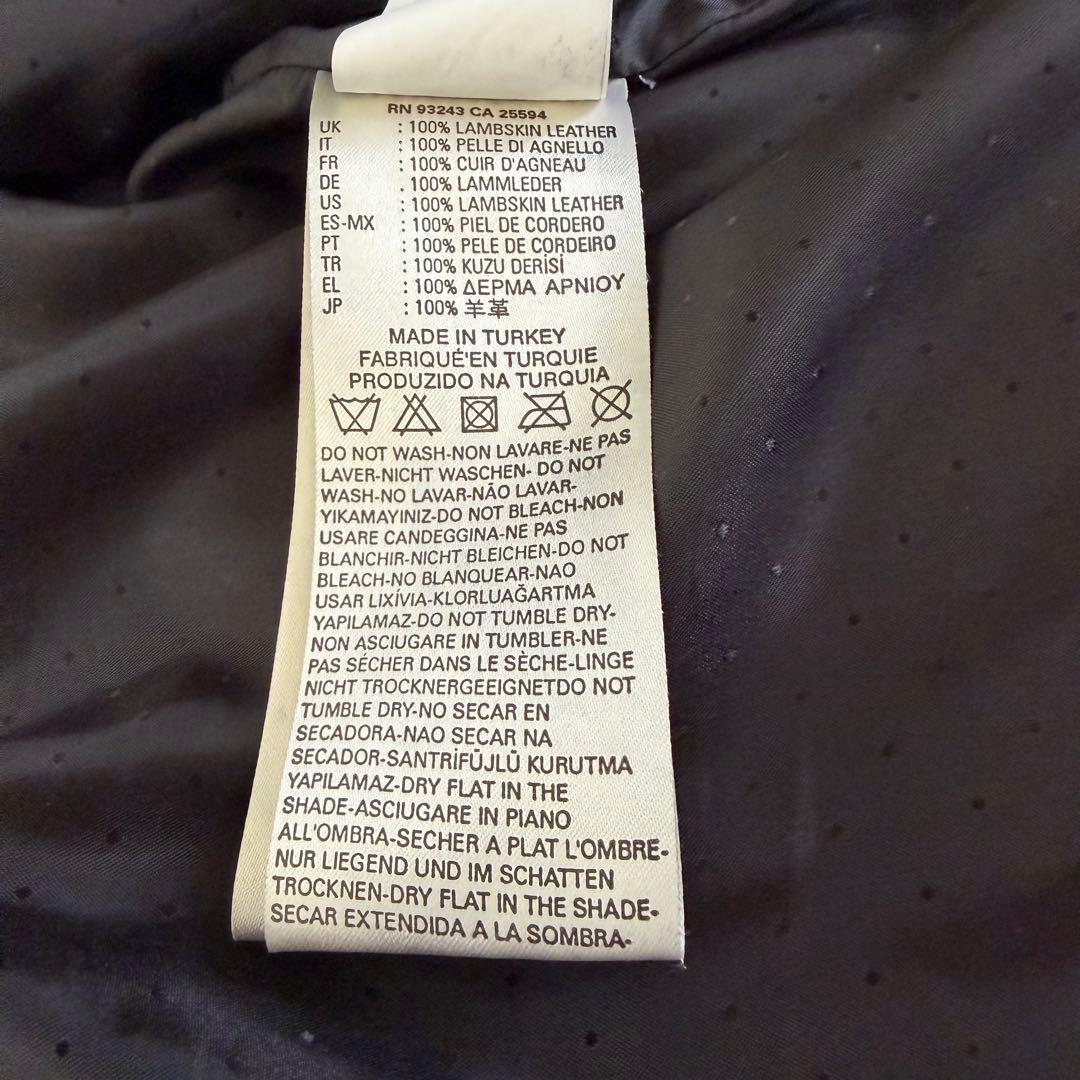 RN 93243 CA 25594
UK : 100% LAMBSKIN LEATHER
IT : 100% PELLE DI AGNELLO
FR : 100% CUIR D'AGNEAU
DE : 100% LAMMLEDER
US : 100% LAMBSKIN LEATHER
ES-MX : 100% PIEL DE CORDERO
PT : 100% PELE DE CORDEIRO
TR : 100% KUZU DERİSİ
EL : 100% ΔΕΡΜΑ ΑΡΝΙΟΥ
JP : 100% 羊革
MADE IN TURKEY
FABRIQUÉ'EN TURQUIE
PRODUZIDO NA TURQUIA
DO NOT WASH-NON LAVARE-NE PAS
LAVER-NICHT WASCHEN- DO NOT
WASH-NO LAVAR-NÃO LAVAR-
YIKAMAYINIZ-DO NOT BLEACH-NON
USARE CANDEGGINA-NE PAS
BLANCHIR-NICHT BLEICHEN-DO NOT
BLEACH-NO BLANQUEAR-NAO
USAR LIXÍVIA-KLORLUAĞARTMA
YAPILAMAZ-DO NOT TUMBLE DRY-
NON ASCIUGARE IN TUMBLER-NE
PAS SÉCHER DANS LE SÈCHE-LINGE
NICHT TROCKNERGEEIGNETDO NOT
TUMBLE DRY-NO SECAR EN
SECADORA-NAO SECAR NA
SECADOR-SANTRİFÜJLÜ KURUTMA
YAPILAMAZ-DRY FLAT IN THE
SHADE-ASCIUGARE IN PIANO
ALL'OMBRA-SECHER A PLAT L'OMBRE-
NUR LIEGEND UND IM SCHATTEN
TROCKNEN-DRY FLAT IN THE SHADE-
SECAR EXTENDIDA A LA SOMBRA-